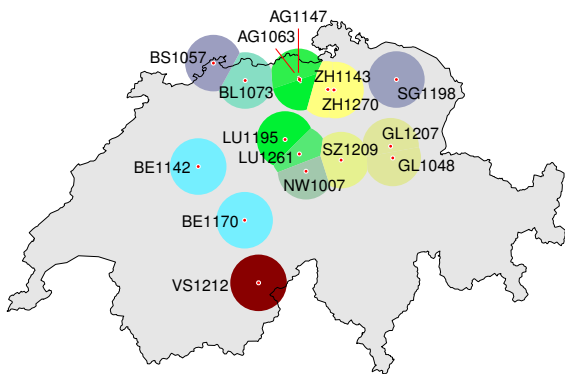 AG1147
AG1063
BS1057
ZH1143
BL1073
SG1198
ZH1270
LU1195
GL1207
SZ1209
LU1261
GL1048
BE1142
NW1007
BE1170
VS1212